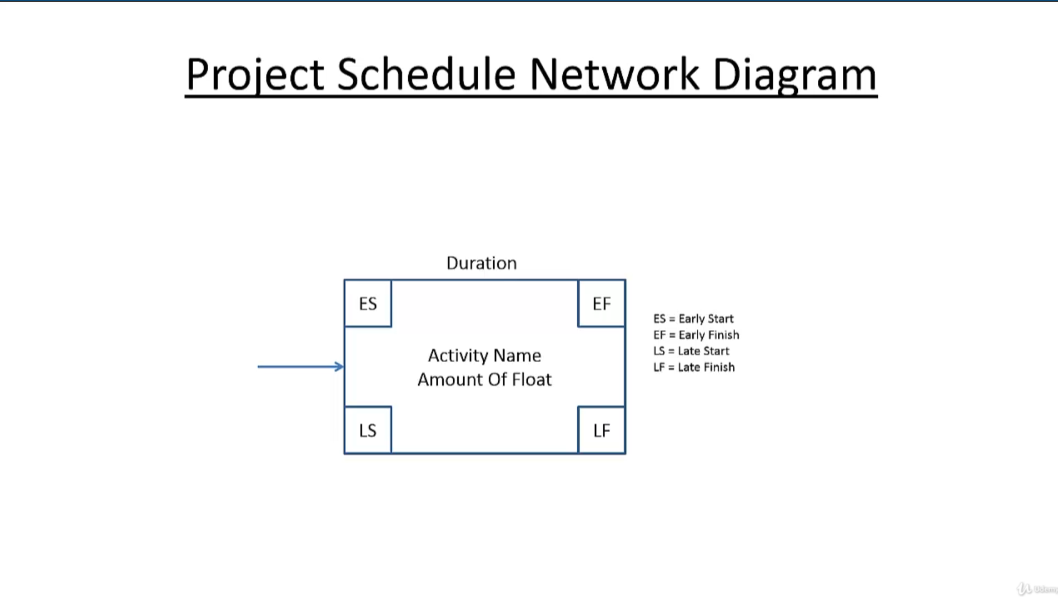 Project Schedule Network Diagram
Duration
ES
EF
ES = Early Start
EF = Early Finish
LS = Late Start
LF = Late Finish
Activity Name
Amount Of Float
LS
LF